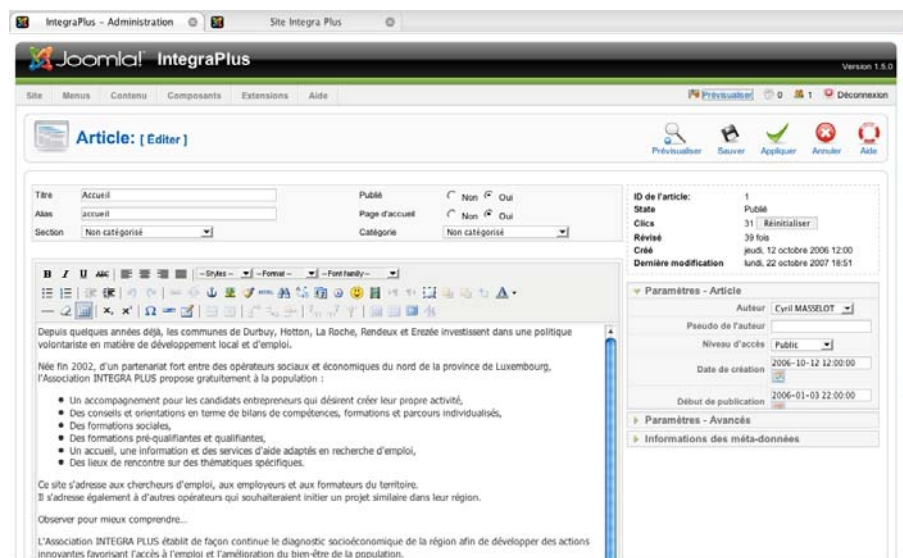 IntegraPlus - Administration
Site Integra Plus
Joomla! IntegraPlus
Version 1.5.0
Site Menus Contenu Composants Extensions Aide
Prévisualiser 0 1 Déconnexion
Article: [ Éditer ]
Prévisualiser Sauver Appliquer Annuler Aide
Titre Accueil
Publié Non Oui
Alias accueil
Page d'accueil Non Oui
Section Non catégorisé
Catégorie Non catégorisé
ID de l'article: 1
State Publié
Clics 31 Réinitialiser
Révisé 39 fois
Créé jeudi, 12 octobre 2006 12:00
Dernière modification lundi, 22 octobre 2007 16:51
B I U ABC -Styles- -Format- -Font family-
Depuis quelques années déjà, les communes de Durbuy, Hotton, La Roche, Rendeux et Erezée investissent dans une politique
volontariste en matière de développement local et d'emploi.
Née fin 2002, d'un partenariat fort entre des opérateurs sociaux et économiques du nord de la province de Luxembourg,
l'Association INTEGRA PLUS propose gratuitement à la population :
Un accompagnement pour les candidats entrepreneurs qui désirent créer leur propre activité,
Des conseils et orientations en terme de bilans de compétences, formations et parcours individualisés,
Des formations sociales,
Des formations pré-qualifiantes et qualifiantes,
Un accueil, une information et des services d'aide adaptés en recherche d'emploi,
Des lieux de rencontre sur des thématiques spécifiques.
Ce site s'adresse aux chercheurs d'emploi, aux employeurs et aux formateurs du territoire.
Il s'adresse également à d'autres opérateurs qui souhaiteraient initier un projet similaire dans leur région.
Observer pour mieux comprendre...
L'Association INTEGRA PLUS établit de façon continue le diagnostic socioéconomique de la région afin de développer des actions
innovantes favorisant l'accès à l'emploi et l'amélioration du bien-être de la population.
Paramètres - Article
Auteur Cyril MASSELOT
Pseudo de l'auteur
Niveau d'accès Public
Date de création 2006-10-12 12:00:00
Début de publication 2006-01-03 22:00:00
Paramètres - Avancés
Informations des méta-données